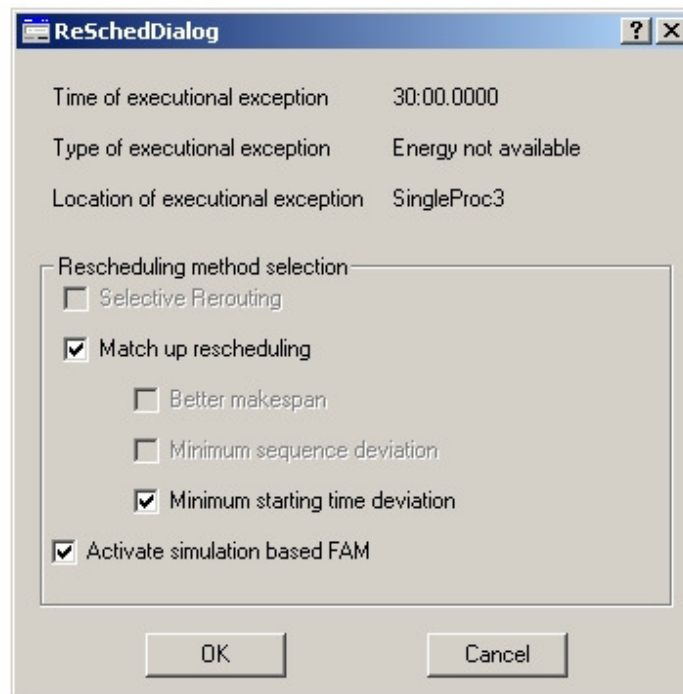 ReSchedDialog
Time of executional exception 30:00.0000
Type of executional exception Energy not available
Location of executional exception SingleProc3
Rescheduling method selection
Selective Rerouting
Match up rescheduling
Better makespan
Minimum sequence deviation
Minimum starting time deviation
Activate simulation based FAM
OK Cancel